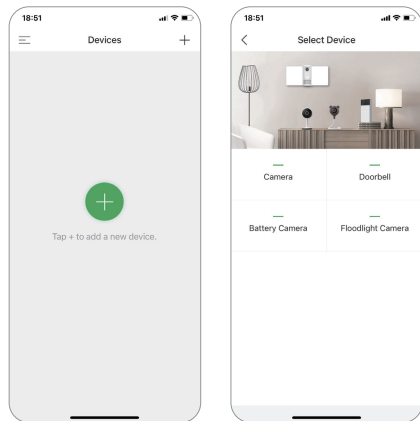 18:51
Devices
Tap + to add a new device.
18:51
Select Device
Camera
Doorbell
Battery Camera
Floodlight Camera